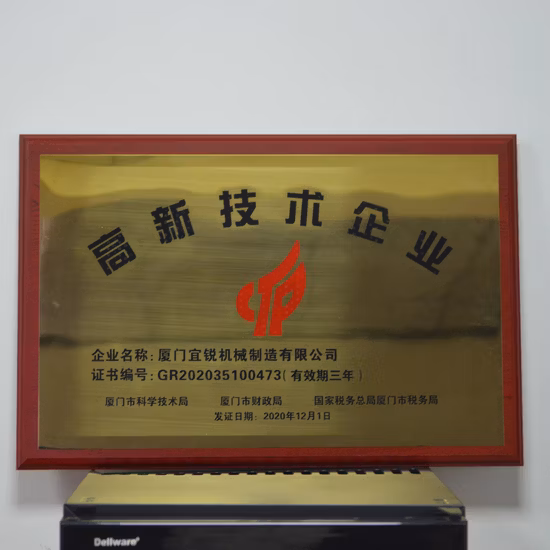 高新技术企业
企业名称：厦门宜锐机械制造有限公司
证书编号：GR202035100473（有效期三年）
厦门市科学技术局 厦门市财政局 国家税务总局厦门市税务局
发证日期：2020年12月1日
Dellware